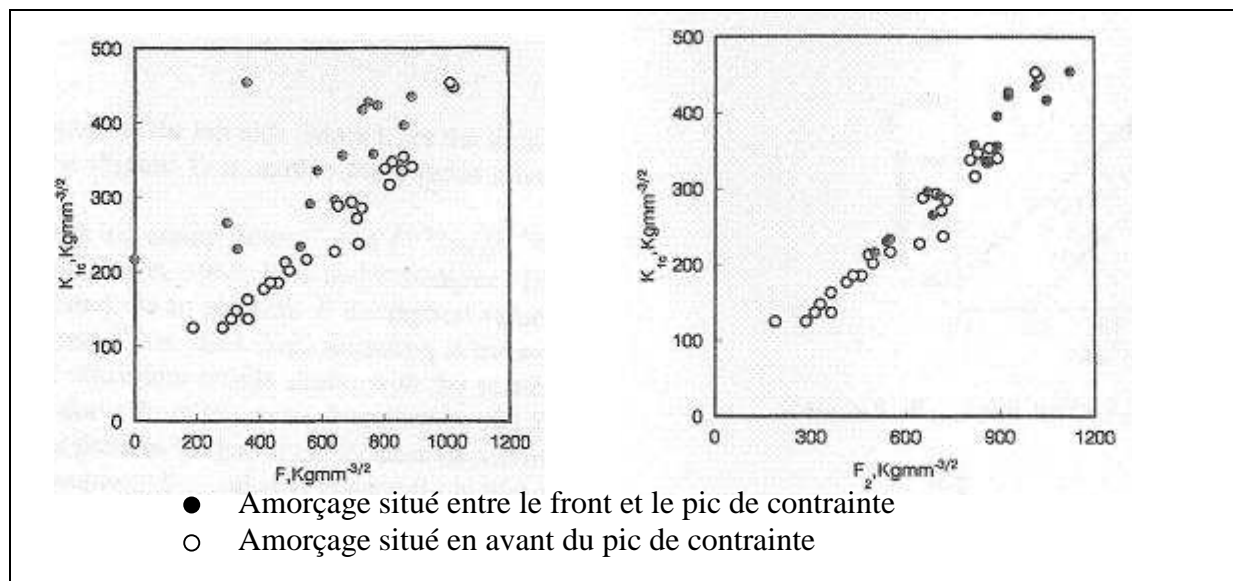 500
400
300
200
100
0
K1c,Kgmm-3/2
0 200 400 600 800 1000 1200
F,Kgmm-3/2
500
400
300
200
100
0
K1c,Kgmm-3/2
0 300 600 900 1200
F2,Kgmm-3/2
● Amorçage situé entre le front et le pic de contrainte
○ Amorçage situé en avant du pic de contrainte